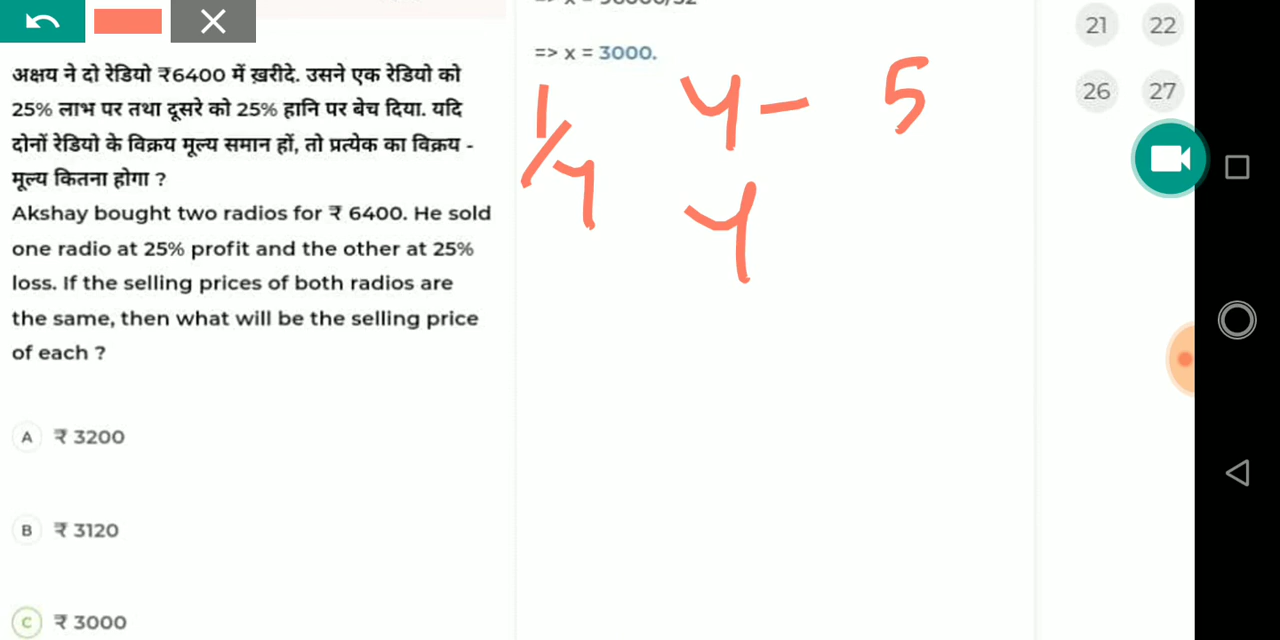 अक्षय ने दो रेडियो ₹6400 में ख़रीदे. उसने एक रेडियो को
25% लाभ पर तथा दूसरे को 25% हानि पर बेच दिया. यदि
दोनों रेडियो के विक्रय मूल्य समान हों, तो प्रत्येक का विक्रय -
मूल्य कितना होगा ?
Akshay bought two radios for ₹ 6400. He sold
one radio at 25% profit and the other at 25%
loss. If the selling prices of both radios are
the same, then what will be the selling price
of each ?
A ₹ 3200
B ₹ 3120
C ₹ 3000
=> x = 3000.
1/4
4 - 5
4
21 22
26 27